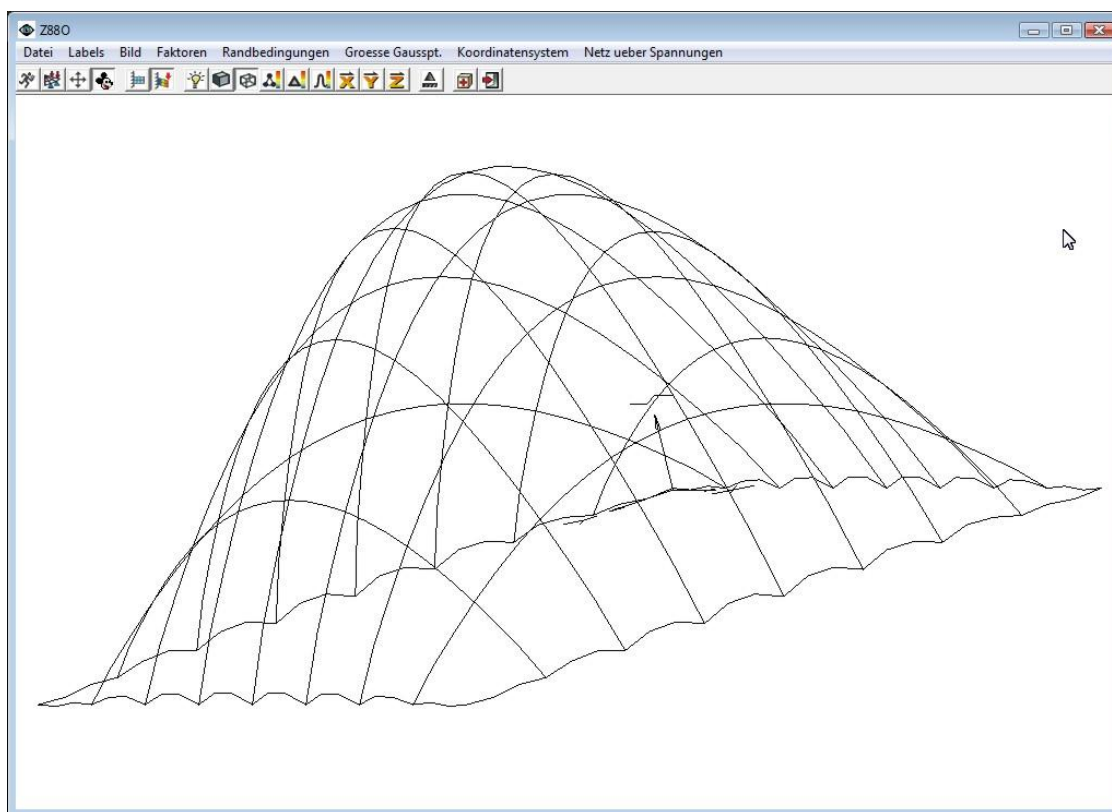 Z88O
Datei Labels Bild Faktoren Randbedingungen Groesse Gausspt. Koordinatensystem Netz ueber Spannungen
X Y Z